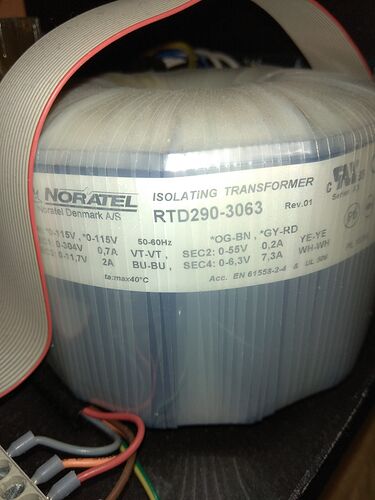 NORATEL
Noratel Denmark A/S
ISOLATING TRANSFORMER
RTD290-3063 Rev.01
*0-115V , *0-115V 50-60Hz *OG-BN , *GY-RD
0-304V 0,7A VT-VT , SEC2: 0-55V 0,2A YE-YE
0-11,7V 2A BU-BU , SEC4: 0-6,3V 7,3A WH-WH
ta:max40°C Acc. EN 61558-2-4 & UL 506